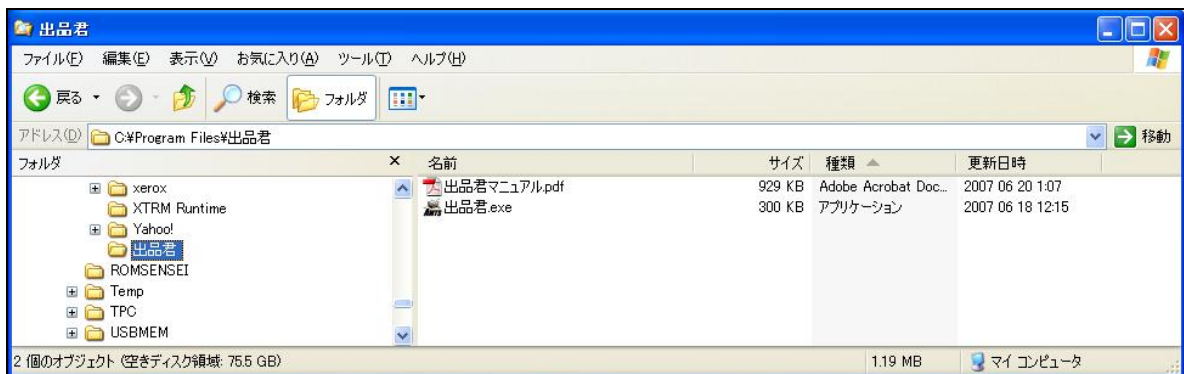 出品君
ファイル(F) 編集(E) 表示(V) お気に入り(A) ツール(T) ヘルプ(H)
戻る 検索 フォルダ
アドレス(D) C:¥Program Files¥出品君 移動
フォルダ × 名前 サイズ 種類 更新日時
xerox
XTRM Runtime
Yahoo!
出品君
ROMSENSEI
Temp
TPC
USBMEM
出品君マニュアル.pdf 929 KB Adobe Acrobat Doc... 2007 06 20 1:07
出品君.exe 300 KB アプリケーション 2007 06 18 12:15
2 個のオブジェクト (空きディスク領域: 75.5 GB) 1.19 MB マイ コンピュータ